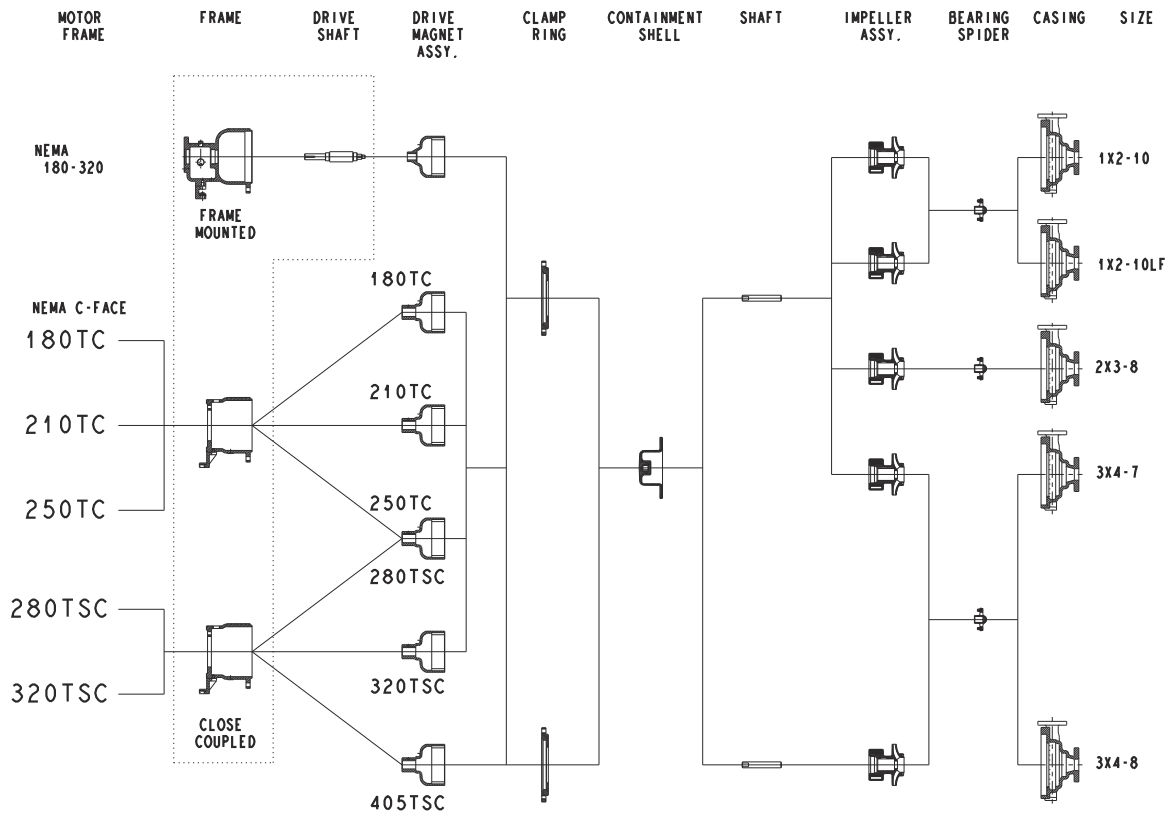 MOTOR
FRAME
FRAME
DRIVE
SHAFT
DRIVE
MAGNET
ASSY.
CLAMP
RING
CONTAINMENT
SHELL
SHAFT
IMPELLER
ASSY.
BEARING
SPIDER
CASING
SIZE
NEMA
180-320
FRAME
MOUNTED
1X2-10
1X2-10LF
NEMA C-FACE
180TC
180TC
2X3-8
210TC
210TC
3X4-7
250TC
250TC
280TSC
280TSC
320TSC
320TSC
CLOSE
COUPLED
3X4-8
405TSC